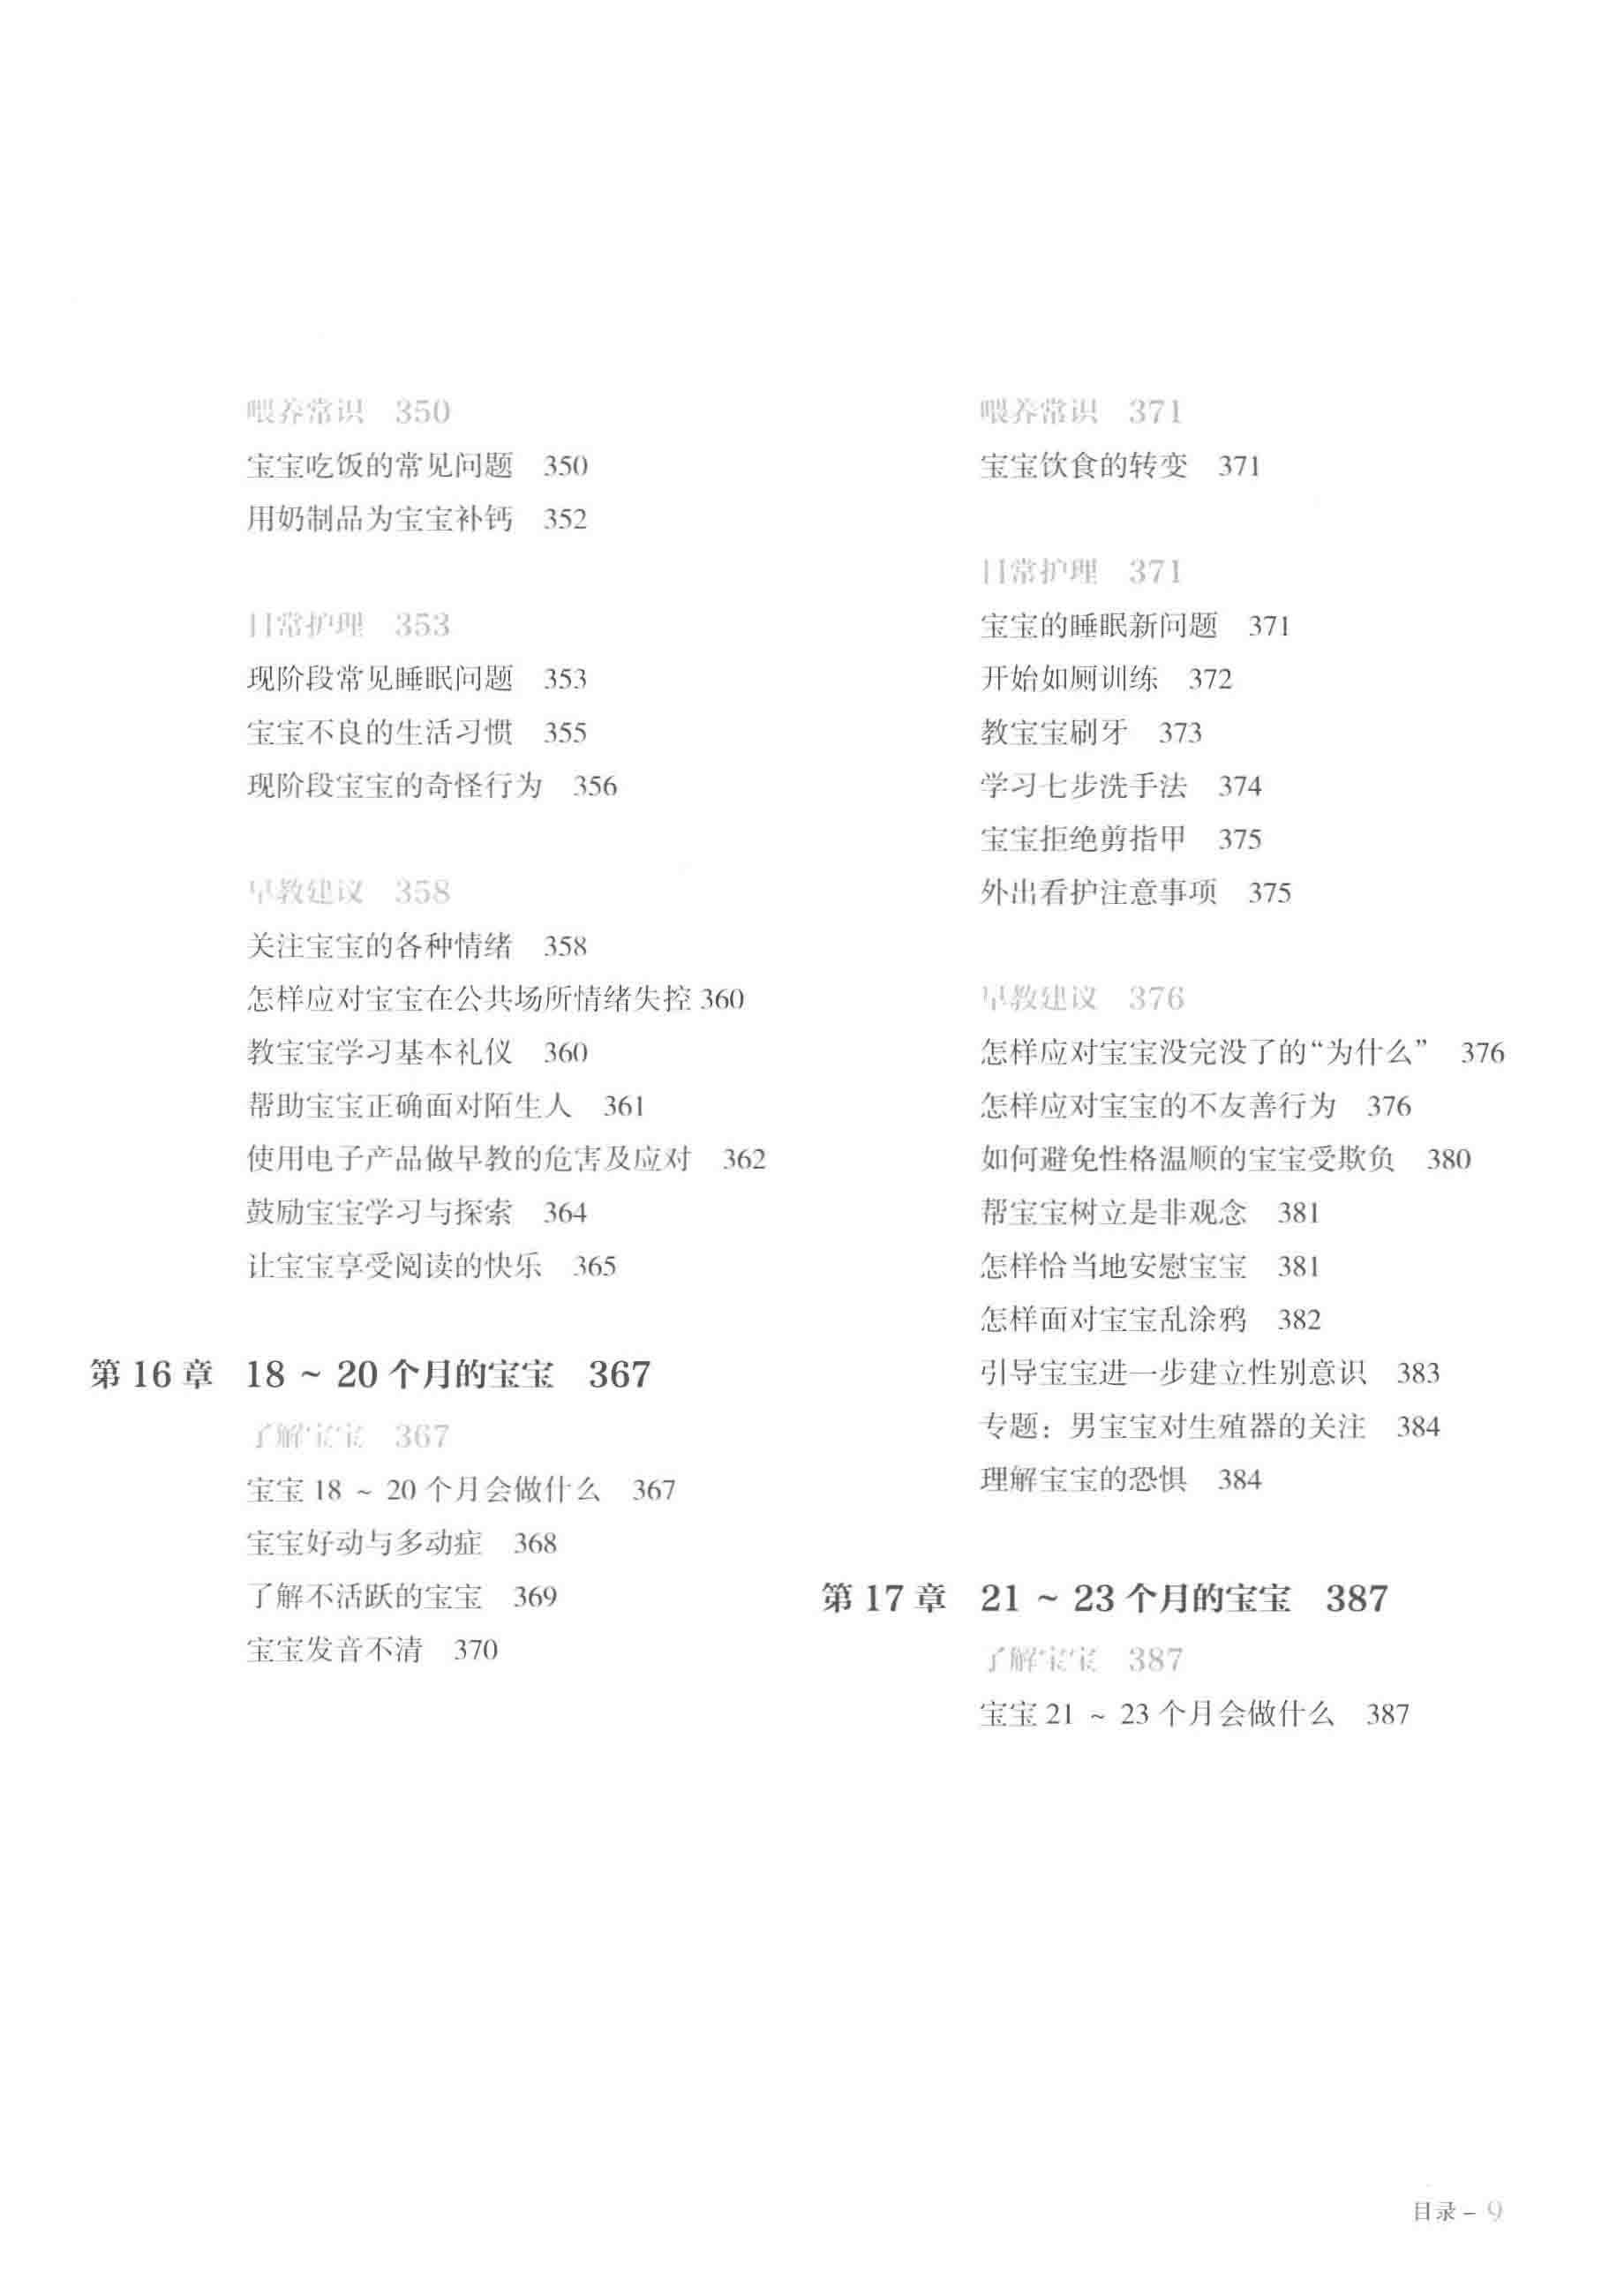 喂养常识 350
宝宝吃饭的常见问题 350
用奶制品为宝宝补钙 352
日常护理 353
现阶段常见睡眠问题 353
宝宝不良的生活习惯 355
现阶段宝宝的奇怪行为 356
早教建议 358
关注宝宝的各种情绪 358
怎样应对宝宝在公共场所情绪失控 360
教宝宝学习基本礼仪 360
帮助宝宝正确面对陌生人 361
使用电子产品做早教的危害及应对 362
鼓励宝宝学习与探索 364
让宝宝享受阅读的快乐 365
第 16 章 18 ~ 20 个月的宝宝 367
了解宝宝 367
宝宝 18 ~ 20 个月会做什么 367
宝宝好动与多动症 368
了解不活跃的宝宝 369
宝宝发音不清 370
喂养常识 371
宝宝饮食的转变 371
日常护理 371
宝宝的睡眠新问题 371
开始如厕训练 372
教宝宝刷牙 373
学习七步洗手法 374
宝宝拒绝剪指甲 375
外出看护注意事项 375
早教建议 376
怎样应对宝宝没完没了的“为什么” 376
怎样应对宝宝的不友善行为 376
如何避免性格温顺的宝宝受欺负 380
帮宝宝树立是非观念 381
怎样恰当地安慰宝宝 381
怎样面对宝宝乱涂鸦 382
引导宝宝进一步建立性别意识 383
专题：男宝宝对生殖器的关注 384
理解宝宝的恐惧 384
第 17 章 21 ~ 23 个月的宝宝 387
了解宝宝 387
宝宝 21 ~ 23 个月会做什么 387
目录 – 9